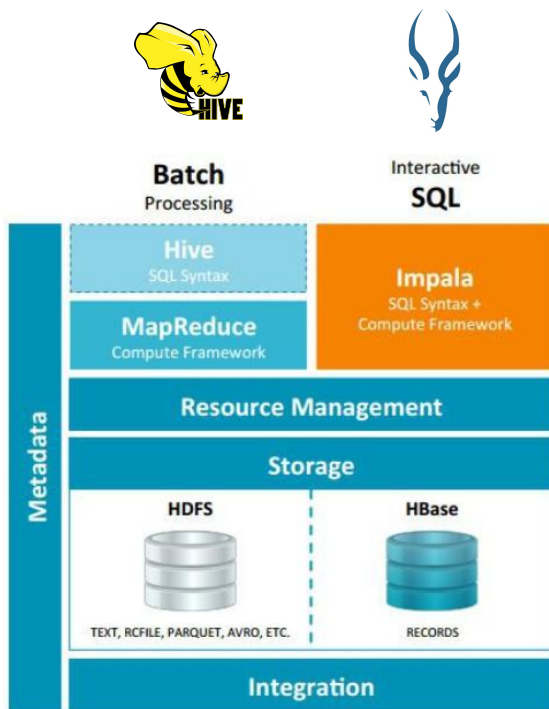 HIVE
Batch
Processing
Interactive
SQL
Metadata
Hive
SQL Syntax
MapReduce
Compute Framework
Impala
SQL Syntax +
Compute Framework
Resource Management
Storage
HDFS
TEXT, RCFILE, PARQUET, AVRO, ETC.
HBase
RECORDS
Integration